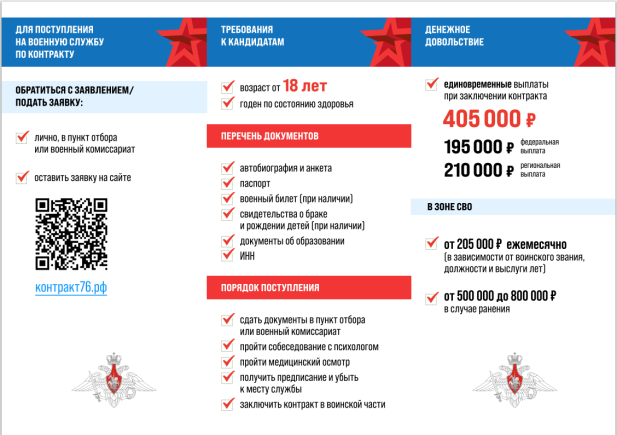 ДЛЯ ПОСТУПЛЕНИЯ
НА ВОЕННУЮ СЛУЖБУ
ПО КОНТРАКТУ
ОБРАТИТЬСЯ С ЗАЯВЛЕНИЕМ/
ПОДАТЬ ЗАЯВКУ:
лично, в пункт отбора
или военный комиссариат
оставить заявку на сайте
контракт76.рф
ТРЕБОВАНИЯ
К КАНДИДАТАМ
возраст от 18 лет
годен по состоянию здоровья
ПЕРЕЧЕНЬ ДОКУМЕНТОВ
автобиография и анкета
паспорт
военный билет (при наличии)
свидетельства о браке
и рождении детей (при наличии)
документы об образовании
ИНН
ПОРЯДОК ПОСТУПЛЕНИЯ
сдать документы в пункт отбора
или военный комиссариат
пройти собеседование с психологом
пройти медицинский осмотр
получить предписание и убыть
к месту службы
заключить контракт в воинской части
ДЕНЕЖНОЕ
ДОВОЛЬСТВИЕ
единовременные выплаты
при заключении контракта
405 000 ₽
195 000 ₽ федеральная
выплата
210 000 ₽ региональная
выплата
В ЗОНЕ СВО
от 205 000 ₽ ежемесячно
(в зависимости от воинского звания,
должности и выслуги лет)
от 500 000 до 800 000 ₽
в случае ранения